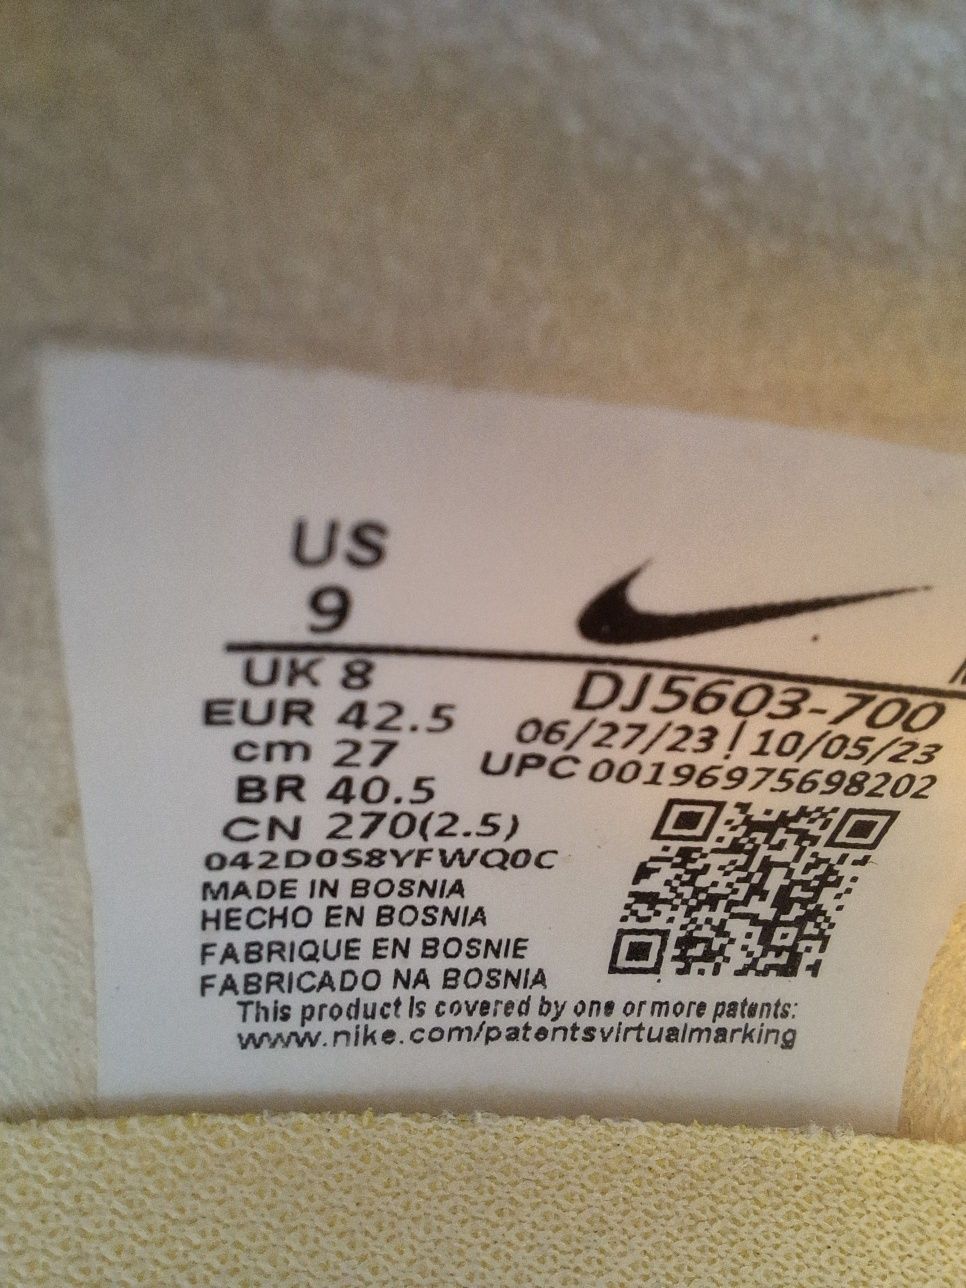 US
9
UK 8
EUR 42.5
cm 27
BR 40.5
CN 270(2.5)
042D0S8YFWQ0C
MADE IN BOSNIA
HECHO EN BOSNIA
FABRIQUE EN BOSNIE
FABRICADO NA BOSNIA
DJ5603-700
06/27/23 | 10/05/23
UPC 00196975698202
This product is covered by one or more patents:
www.nike.com/patentsvirtualmarking